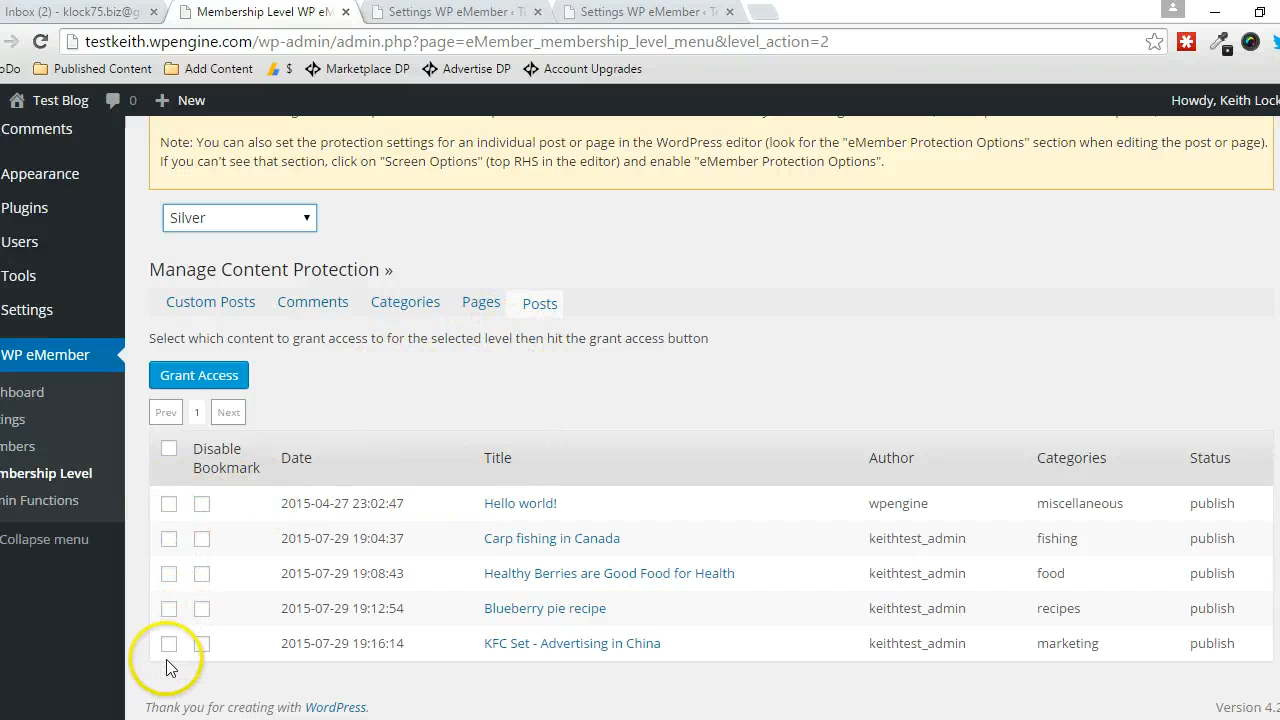 Inbox (2) - klock75.biz@g
Membership Level WP eM
Settings WP eMember ‹ Te
Settings WP eMember ‹ Te
testkeith.wpengine.com/wp-admin/admin.php?page=eMember_membership_level_menu&level_action=2
oDo Published Content Add Content $ Marketplace DP Advertise DP Account Upgrades
Test Blog 0 New Howdy, Keith Lock
Comments
Appearance
Plugins
Users
Tools
Settings
WP eMember
hboard
ings
mbers
mbership Level
min Functions
Collapse menu
Note: You can also set the protection settings for an individual post or page in the WordPress editor (look for the "eMember Protection Options" section when editing the post or page).
If you can't see that section, click on "Screen Options" (top RHS in the editor) and enable "eMember Protection Options".
Silver
Manage Content Protection »
Custom Posts Comments Categories Pages Posts
Select which content to grant access to for the selected level then hit the grant access button
Grant Access
Prev 1 Next
Disable Bookmark Date Title Author Categories Status
2015-04-27 23:02:47 Hello world! wpengine miscellaneous publish
2015-07-29 19:04:37 Carp fishing in Canada keithtest_admin fishing publish
2015-07-29 19:08:43 Healthy Berries are Good Food for Health keithtest_admin food publish
2015-07-29 19:12:54 Blueberry pie recipe keithtest_admin recipes publish
2015-07-29 19:16:14 KFC Set - Advertising in China keithtest_admin marketing publish
Thank you for creating with WordPress. Version 4.2